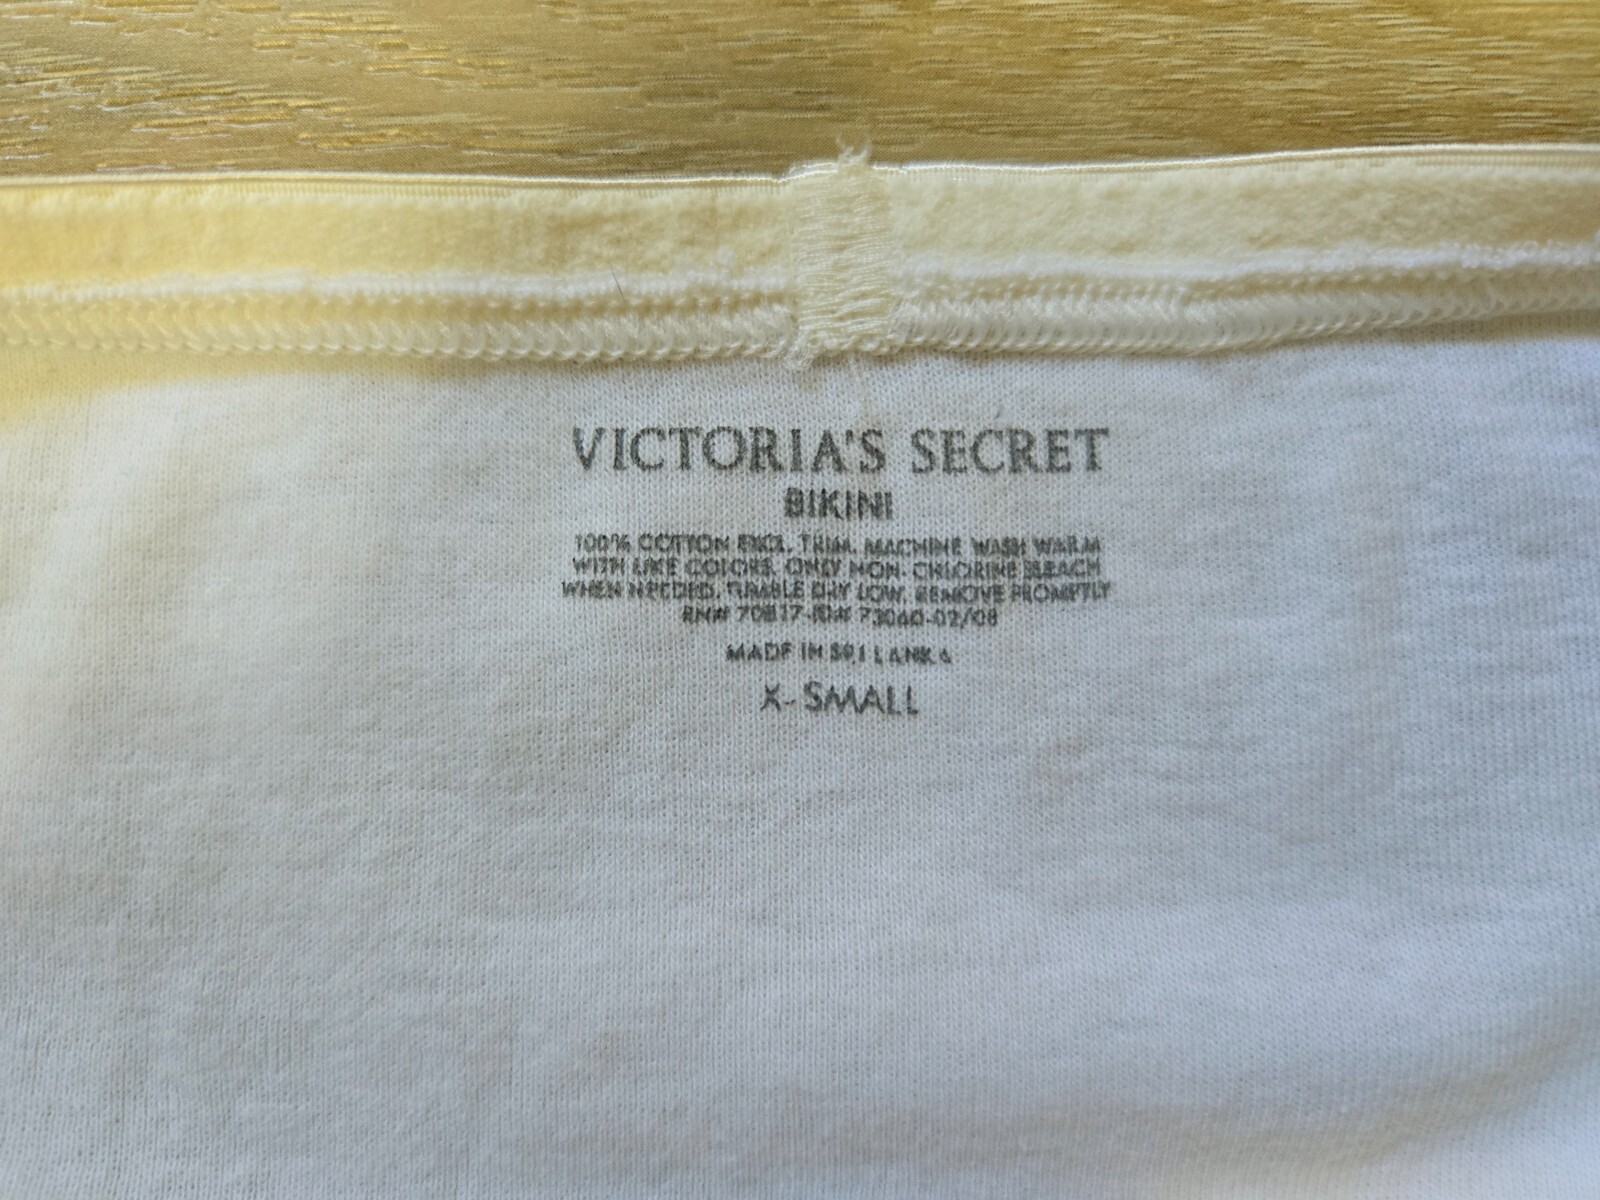 VICTORIA'S SECRET
BIKINI
100% COTTON EXCL. TRIM. MACHINE WASH WARM
WITH LIKE COLORS. ONLY NON-CHLORINE BLEACH
WHEN NEEDED. TUMBLE DRY LOW. REMOVE PROMPTLY
RN# 70817-ID# 73060-02/08
MADE IN SRI LANKA
X-SMALL